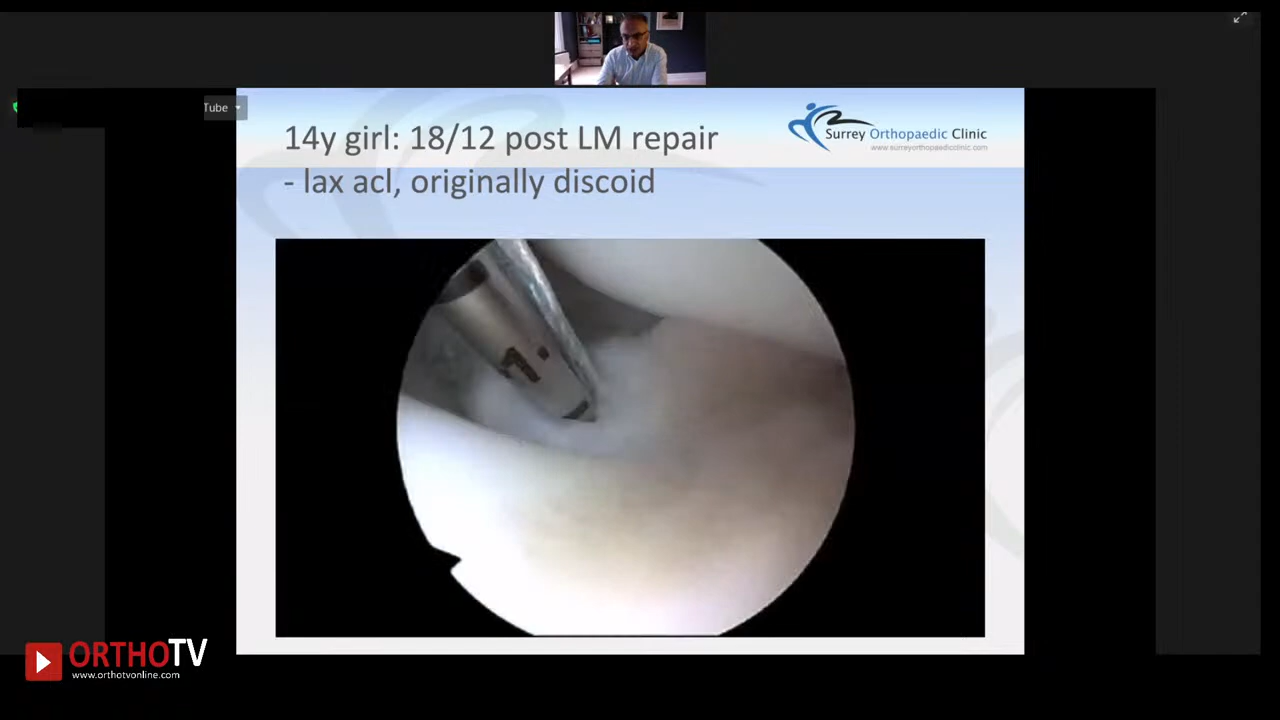 Tube
14y girl: 18/12 post LM repair
- lax acl, originally discoid
Surrey Orthopaedic Clinic
www.surreyorthopaedicclinic.com
ORTHOTV
www.orthotvonline.com